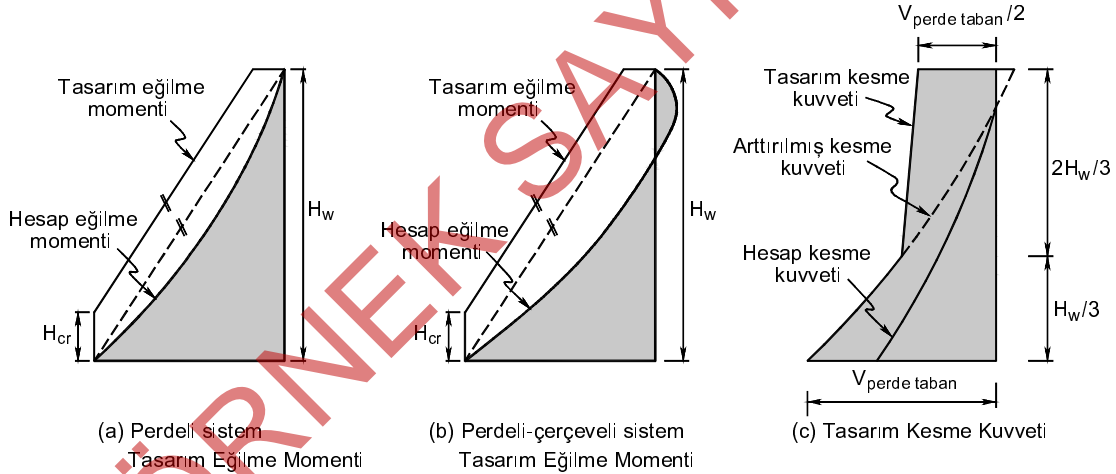 Tasarım eğilme
momenti
Hesap eğilme
momenti
H_cr
H_w
(a) Perdeli sistem
Tasarım Eğilme Momenti
Tasarım eğilme
momenti
Hesap eğilme
momenti
H_cr
H_w
(b) Perdeli-çerçeveli sistem
Tasarım Eğilme Momenti
V_perde taban /2
Tasarım kesme
kuvveti
Arttırılmış kesme
kuvveti
Hesap kesme
kuvveti
2H_w/3
H_w/3
V_perde taban
(c) Tasarım Kesme Kuvveti
ÖRNEK SAY